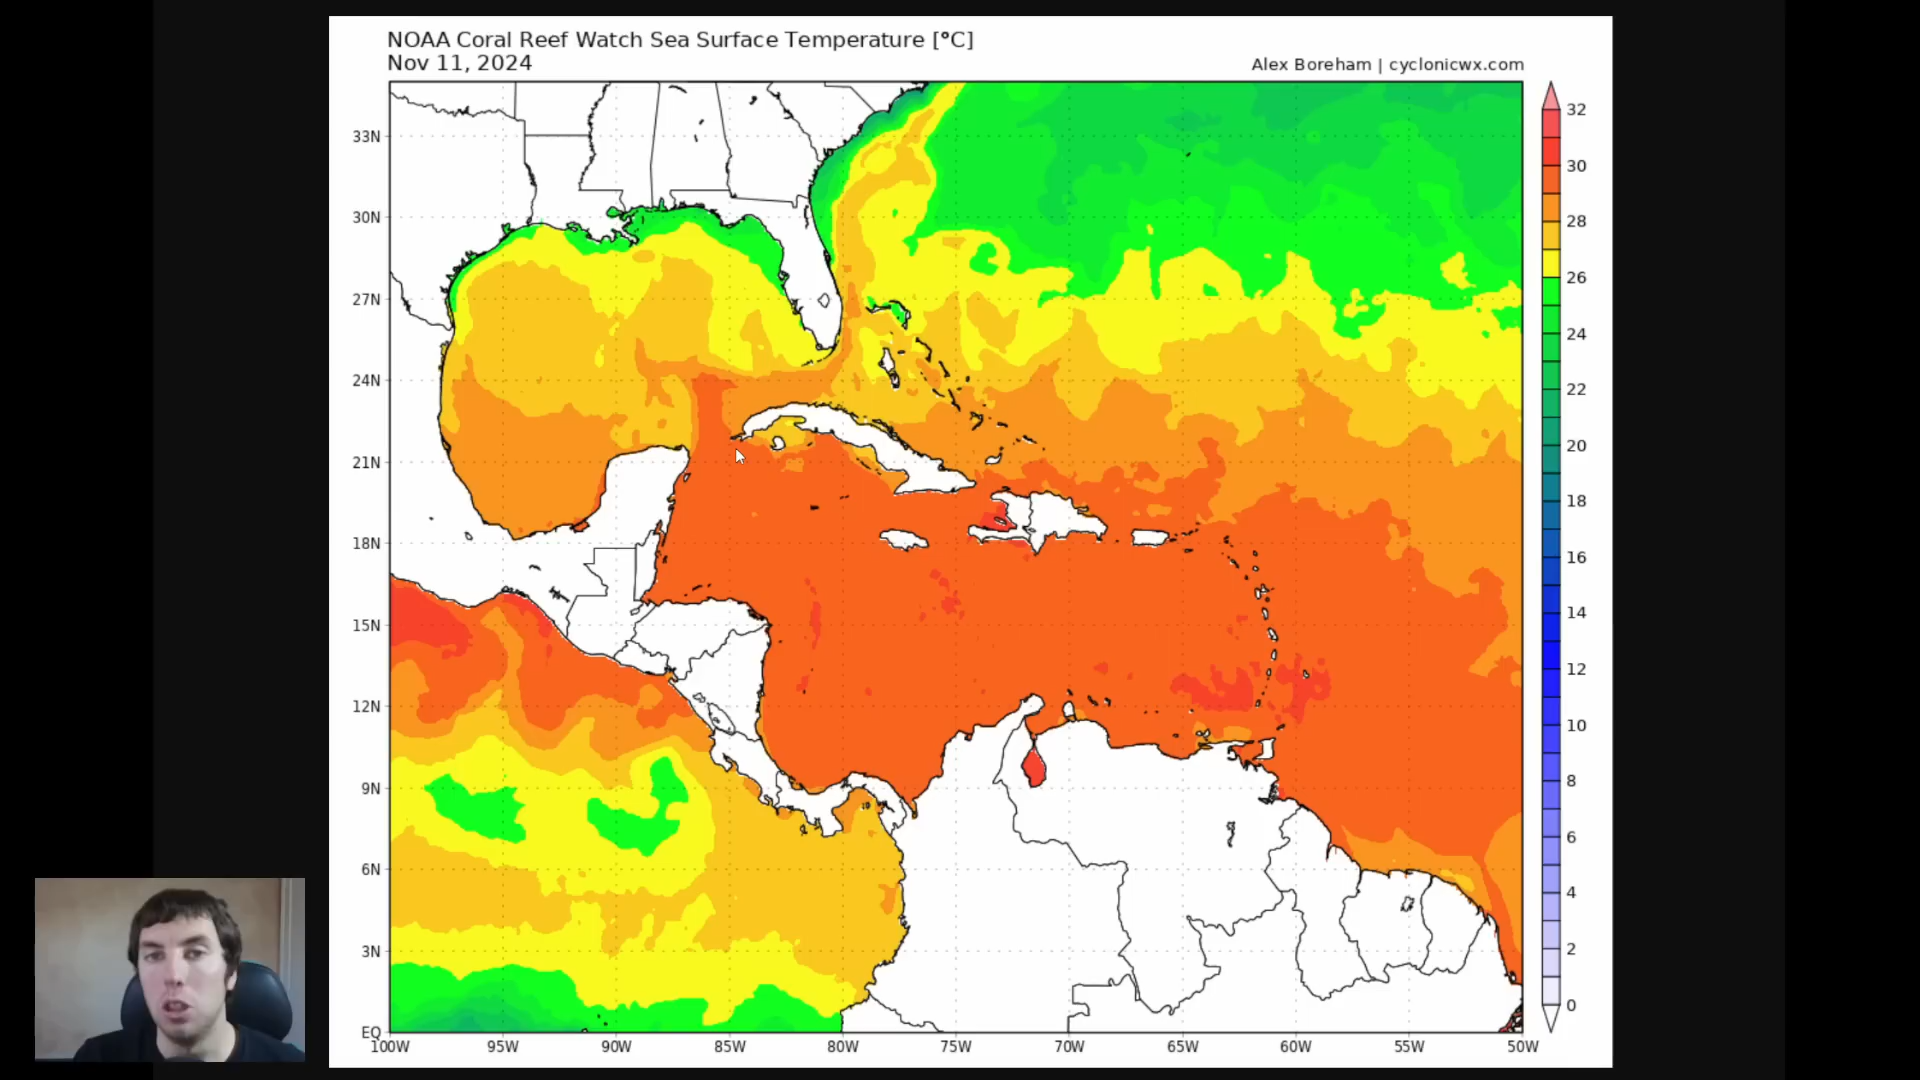 NOAA Coral Reef Watch Sea Surface Temperature [°C]
Nov 11, 2024
Alex Boreham | cyclonicwx.com
33N
30N
27N
24N
21N
18N
15N
12N
9N
6N
3N
EQ
100W 95W 90W 85W 80W 75W 70W 65W 60W 55W 50W
32
30
28
26
24
22
20
18
16
14
12
10
8
6
4
2
0